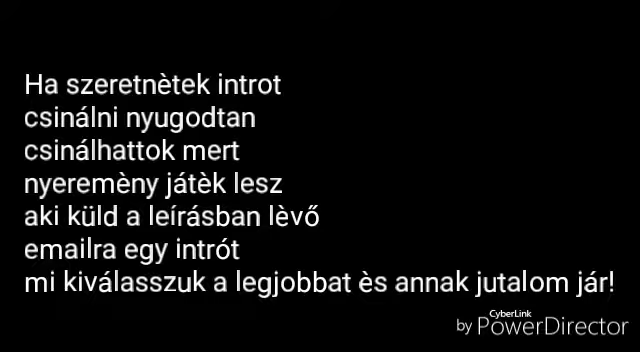 Ha szeretnètek introt
csinálni nyugodtan
csinálhattok mert
nyeremèny játèk lesz
aki küld a leírásban lèvő
emailra egy intrót
mi kiválasszuk a legjobbat ès annak jutalom jár!
CyberLink
by PowerDirector